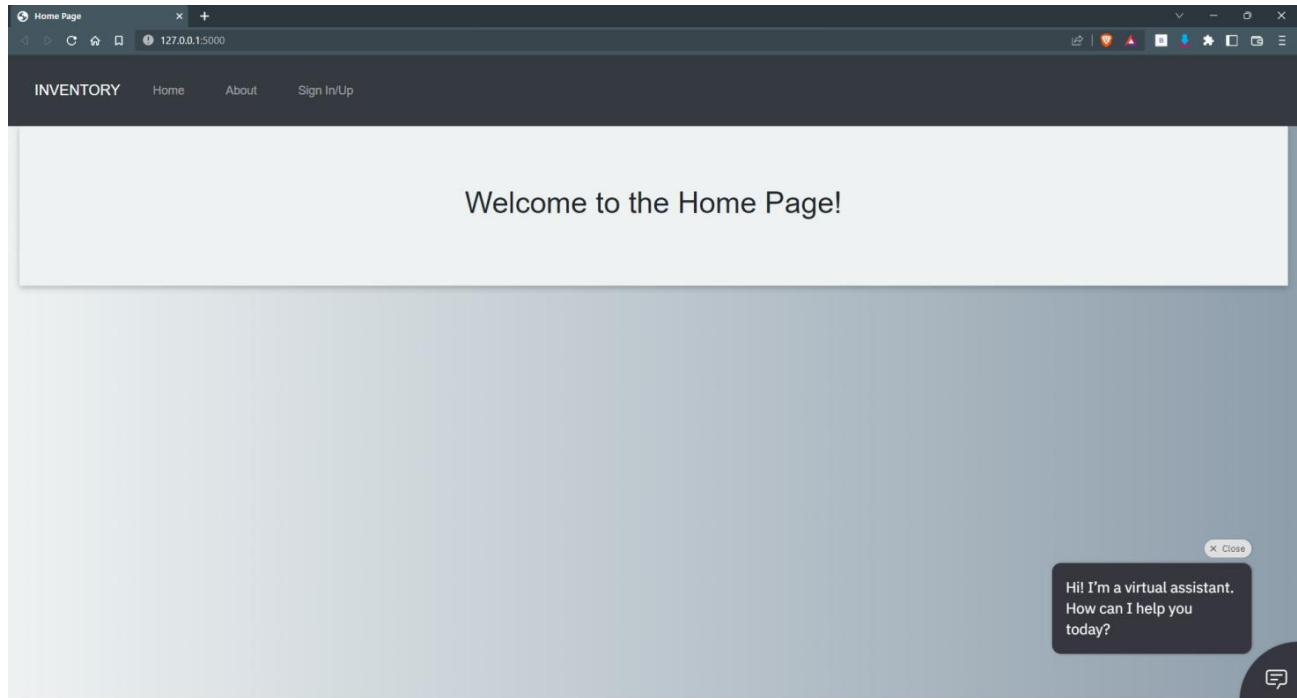 Home Page
127.0.0.1:5000
INVENTORY Home About Sign In/Up
Welcome to the Home Page!
Close
Hi! I'm a virtual assistant.
How can I help you
today?